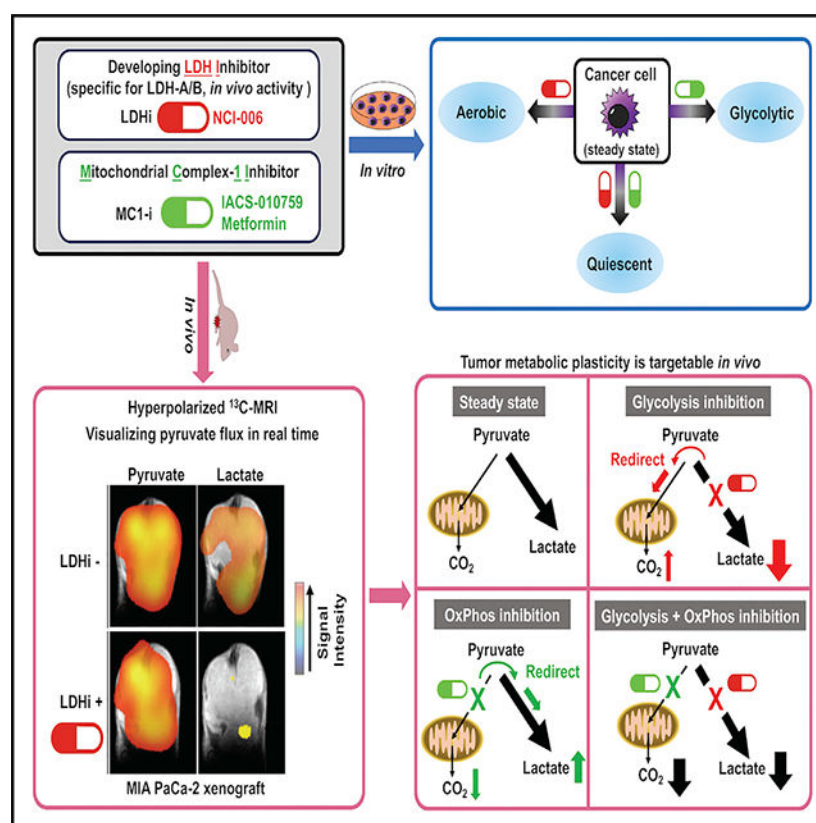 Developing LDH Inhibitor
(specific for LDH-A/B, in vivo activity )
LDHi
NCI-006
Mitochondrial Complex-1 Inhibitor
MC1-i
IACS-010759
Metformin
In vitro
Cancer cell
(steady state)
Aerobic
Glycolytic
Quiescent
In vivo
Hyperpolarized ¹³C-MRI
Visualizing pyruvate flux in real time
Pyruvate
Lactate
LDHi -
LDHi +
Signal
Intensity
MIA PaCa-2 xenograft
Tumor metabolic plasticity is targetable in vivo
Steady state
Pyruvate
Lactate
CO₂
Glycolysis inhibition
Pyruvate
Redirect
X
Lactate
CO₂
OxPhos inhibition
Pyruvate
Redirect
X
Lactate
CO₂
Glycolysis + OxPhos inhibition
Pyruvate
X
X
Lactate
CO₂